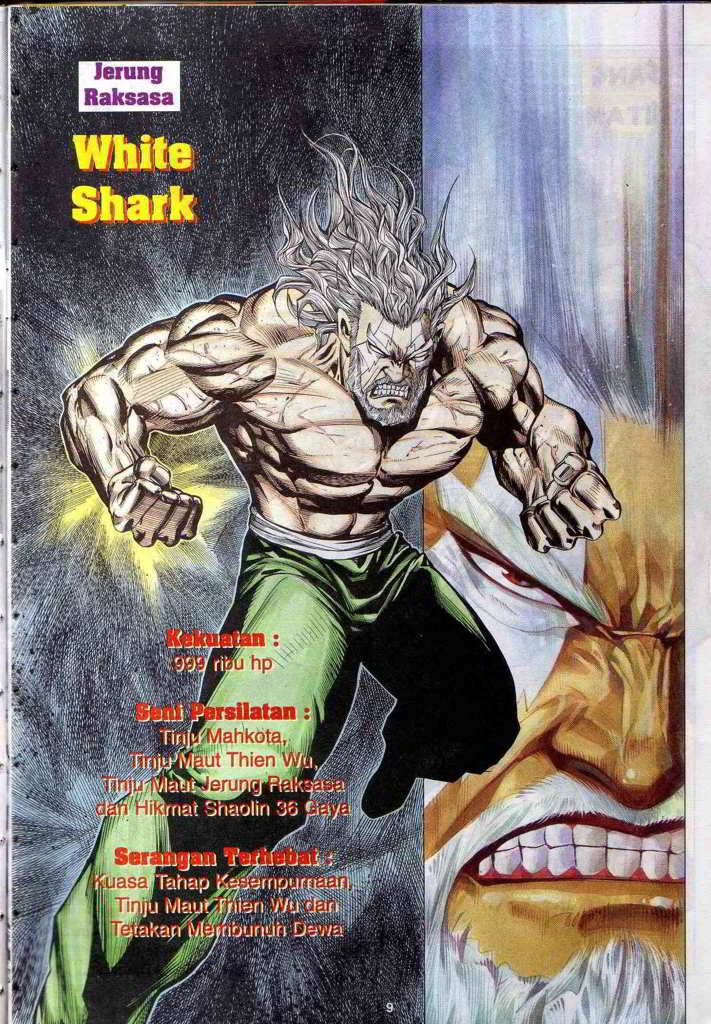 Jerung
Raksasa
White
Shark
Kekuatan :
999 ribu hp
Seni Persilatan :
Tinju Mahkota,
Tinju Maut Thien Wu,
Tinju Maut Jerung Raksasa
dan Hikmat Shaolin 36 Gaya
Serangan Terhebat :
Kuasa Tahap Kesempurnaan,
Tinju Maut Thien Wu dan
Tetakan Membunuh Dewa
9